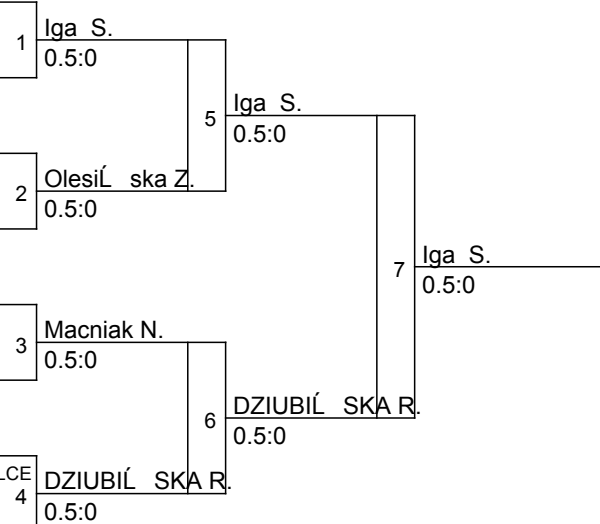 1 Iga S.
0.5:0
5 Iga S.
0.5:0
2 OlesiĹ ska Z.
0.5:0
7 Iga S.
0.5:0
3 Macniak N.
0.5:0
6 DZIUBIĹ SKA R.
0.5:0
LCE
4 DZIUBIĹ SKA R.
0.5:0